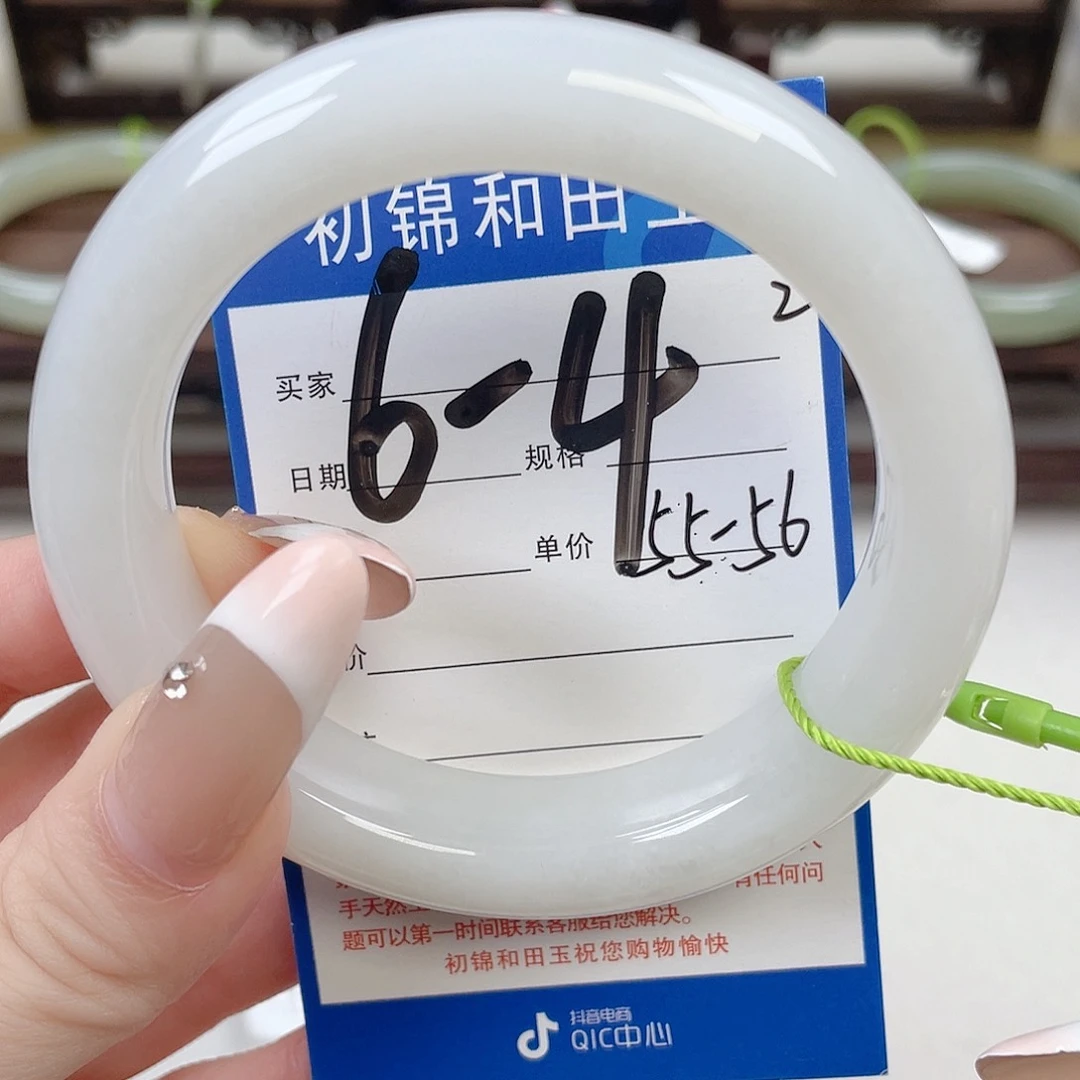 初锦和田玉
2
买家
6-4
日期
规格
单价 55-56
价
有任何问
手天然
题可以第一时间联系客服给您解决。
初锦和田玉祝您购物愉快
抖音电商
QIC中心